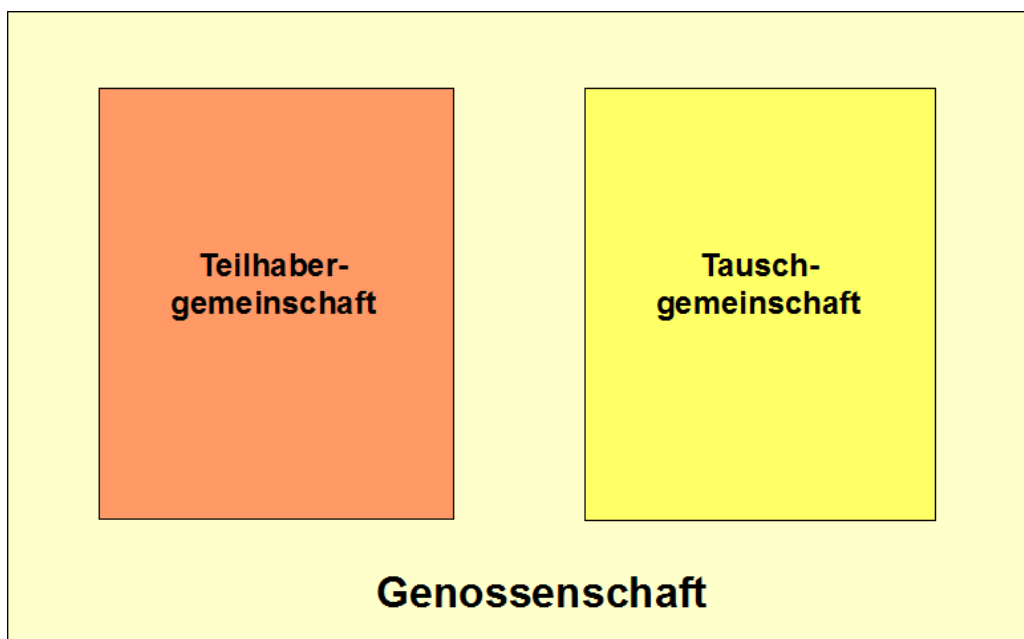 Teilhaber-
gemeinschaft
Tausch-
gemeinschaft
Genossenschaft